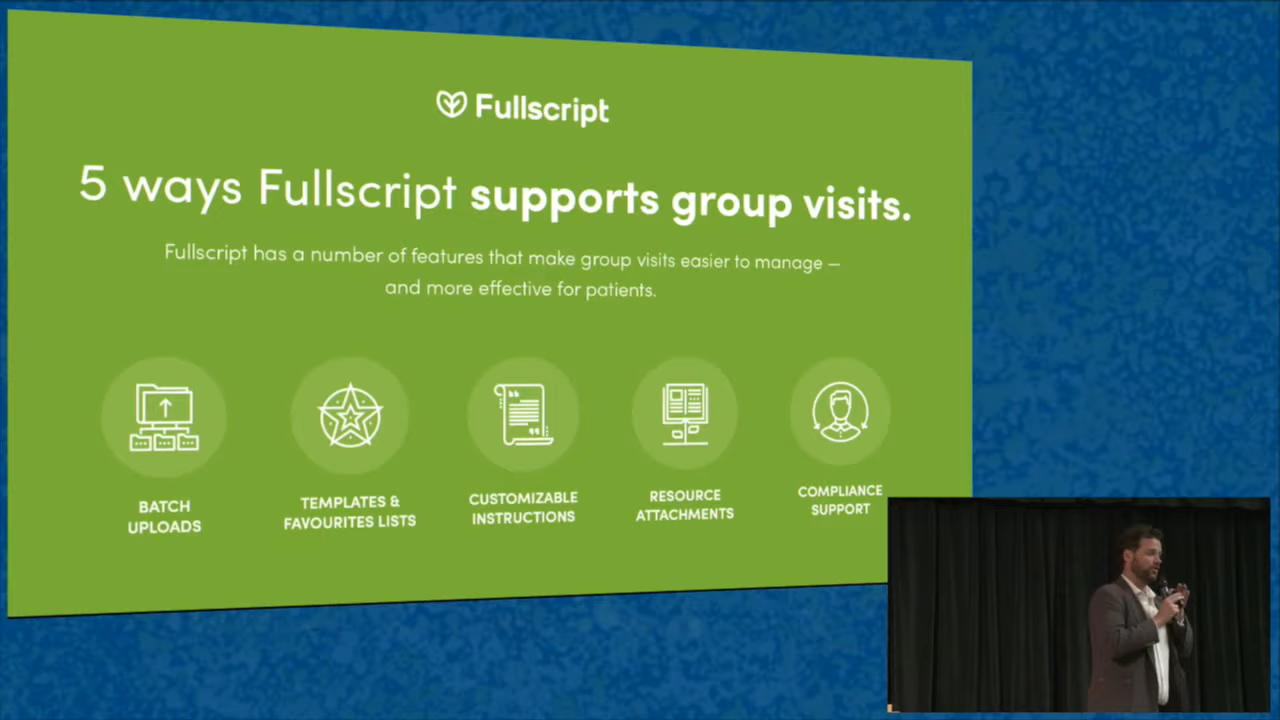 Fullscript
5 ways Fullscript supports group visits.
Fullscript has a number of features that make group visits easier to manage –
and more effective for patients.
BATCH
UPLOADS
TEMPLATES &
FAVOURITES LISTS
CUSTOMIZABLE
INSTRUCTIONS
RESOURCE
ATTACHMENTS
COMPLIANCE
SUPPORT